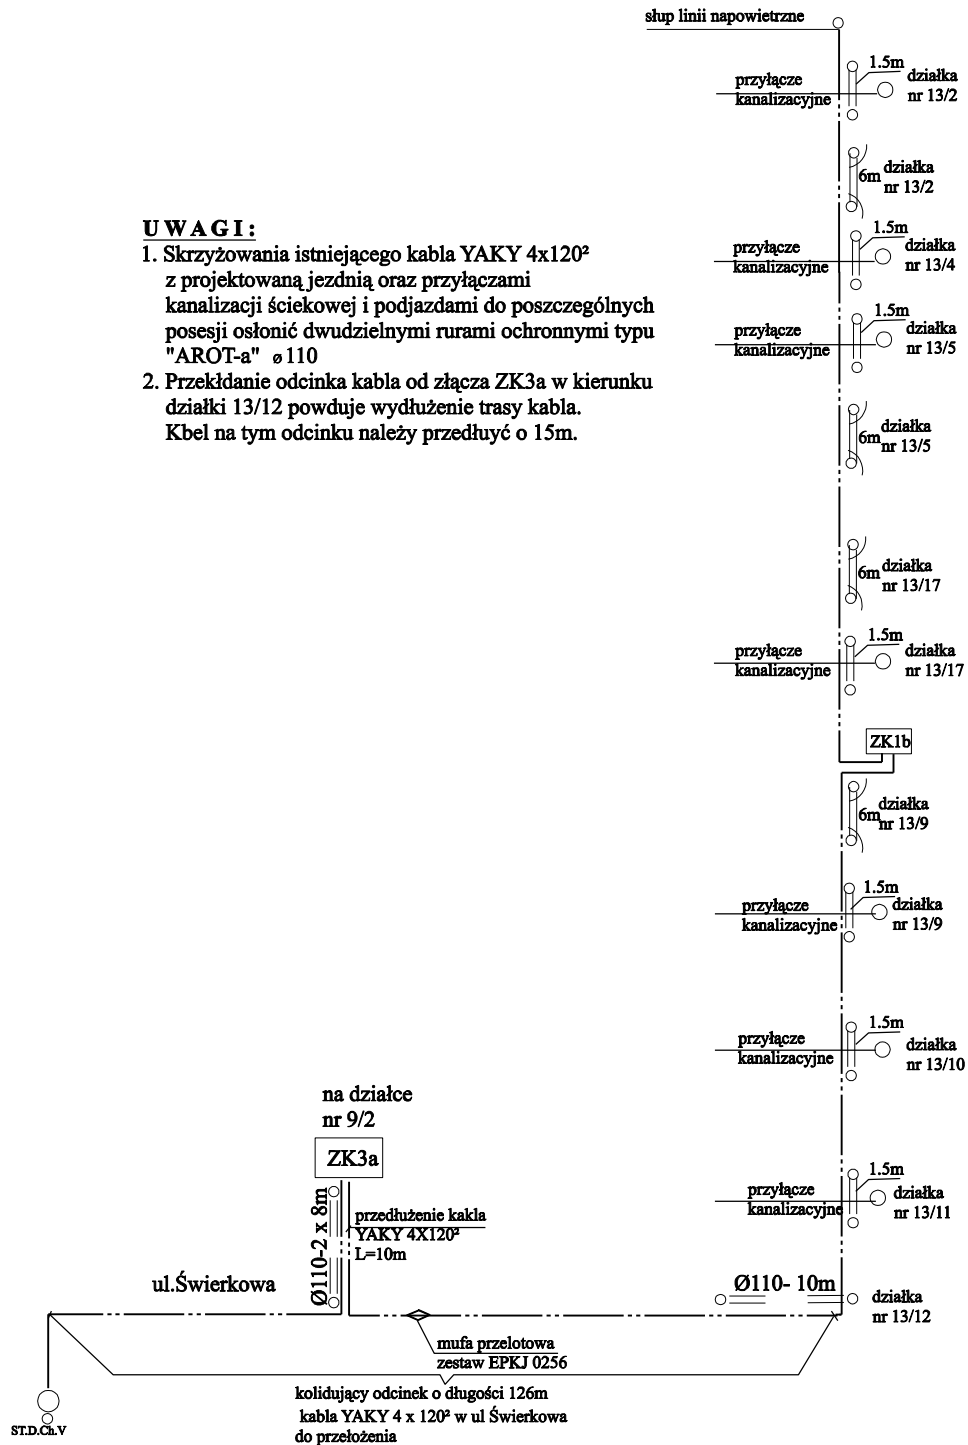 słup linii napowietrzne
1.5m
przyłącze
kanalizacyjne
działka
nr 13/2
6m
działka
nr 13/2
UWAGI:
1. Skrzyżowania istniejącego kabla YAKY 4x120²
z projektowaną jezdnią oraz przyłączami
kanalizacji ściekowej i podjazdami do poszczególnych
posesji osłonić dwudzielnymi rurami ochronnymi typu
"AROT-a" ø110
2. Przekłdanie odcinka kabla od złącza ZK3a w kierunku
działki 13/12 powduje wydłużenie trasy kabla.
Kbel na tym odcinku należy przedłuyć o 15m.
1.5m
przyłącze
kanalizacyjne
działka
nr 13/4
1.5m
przyłącze
kanalizacyjne
działka
nr 13/5
6m
działka
nr 13/5
6m
działka
nr 13/17
1.5m
przyłącze
kanalizacyjne
działka
nr 13/17
ZK1b
6m
działka
nr 13/9
1.5m
przyłącze
kanalizacyjne
działka
nr 13/9
1.5m
przyłącze
kanalizacyjne
działka
nr 13/10
na działce
nr 9/2
ZK3a
1.5m
przyłącze
kanalizacyjne
działka
nr 13/11
Ø110-2 x 8m
przedłużenie kakla
YAKY 4X120²
L=10m
ul.Świerkowa
Ø110- 10m
działka
nr 13/12
mufa przelotowa
zestaw EPKJ 0256
kolidujący odcinek o długości 126m
kabla YAKY 4 x 120² w ul Świerkowa
do przełożenia
ST.D.Ch.V